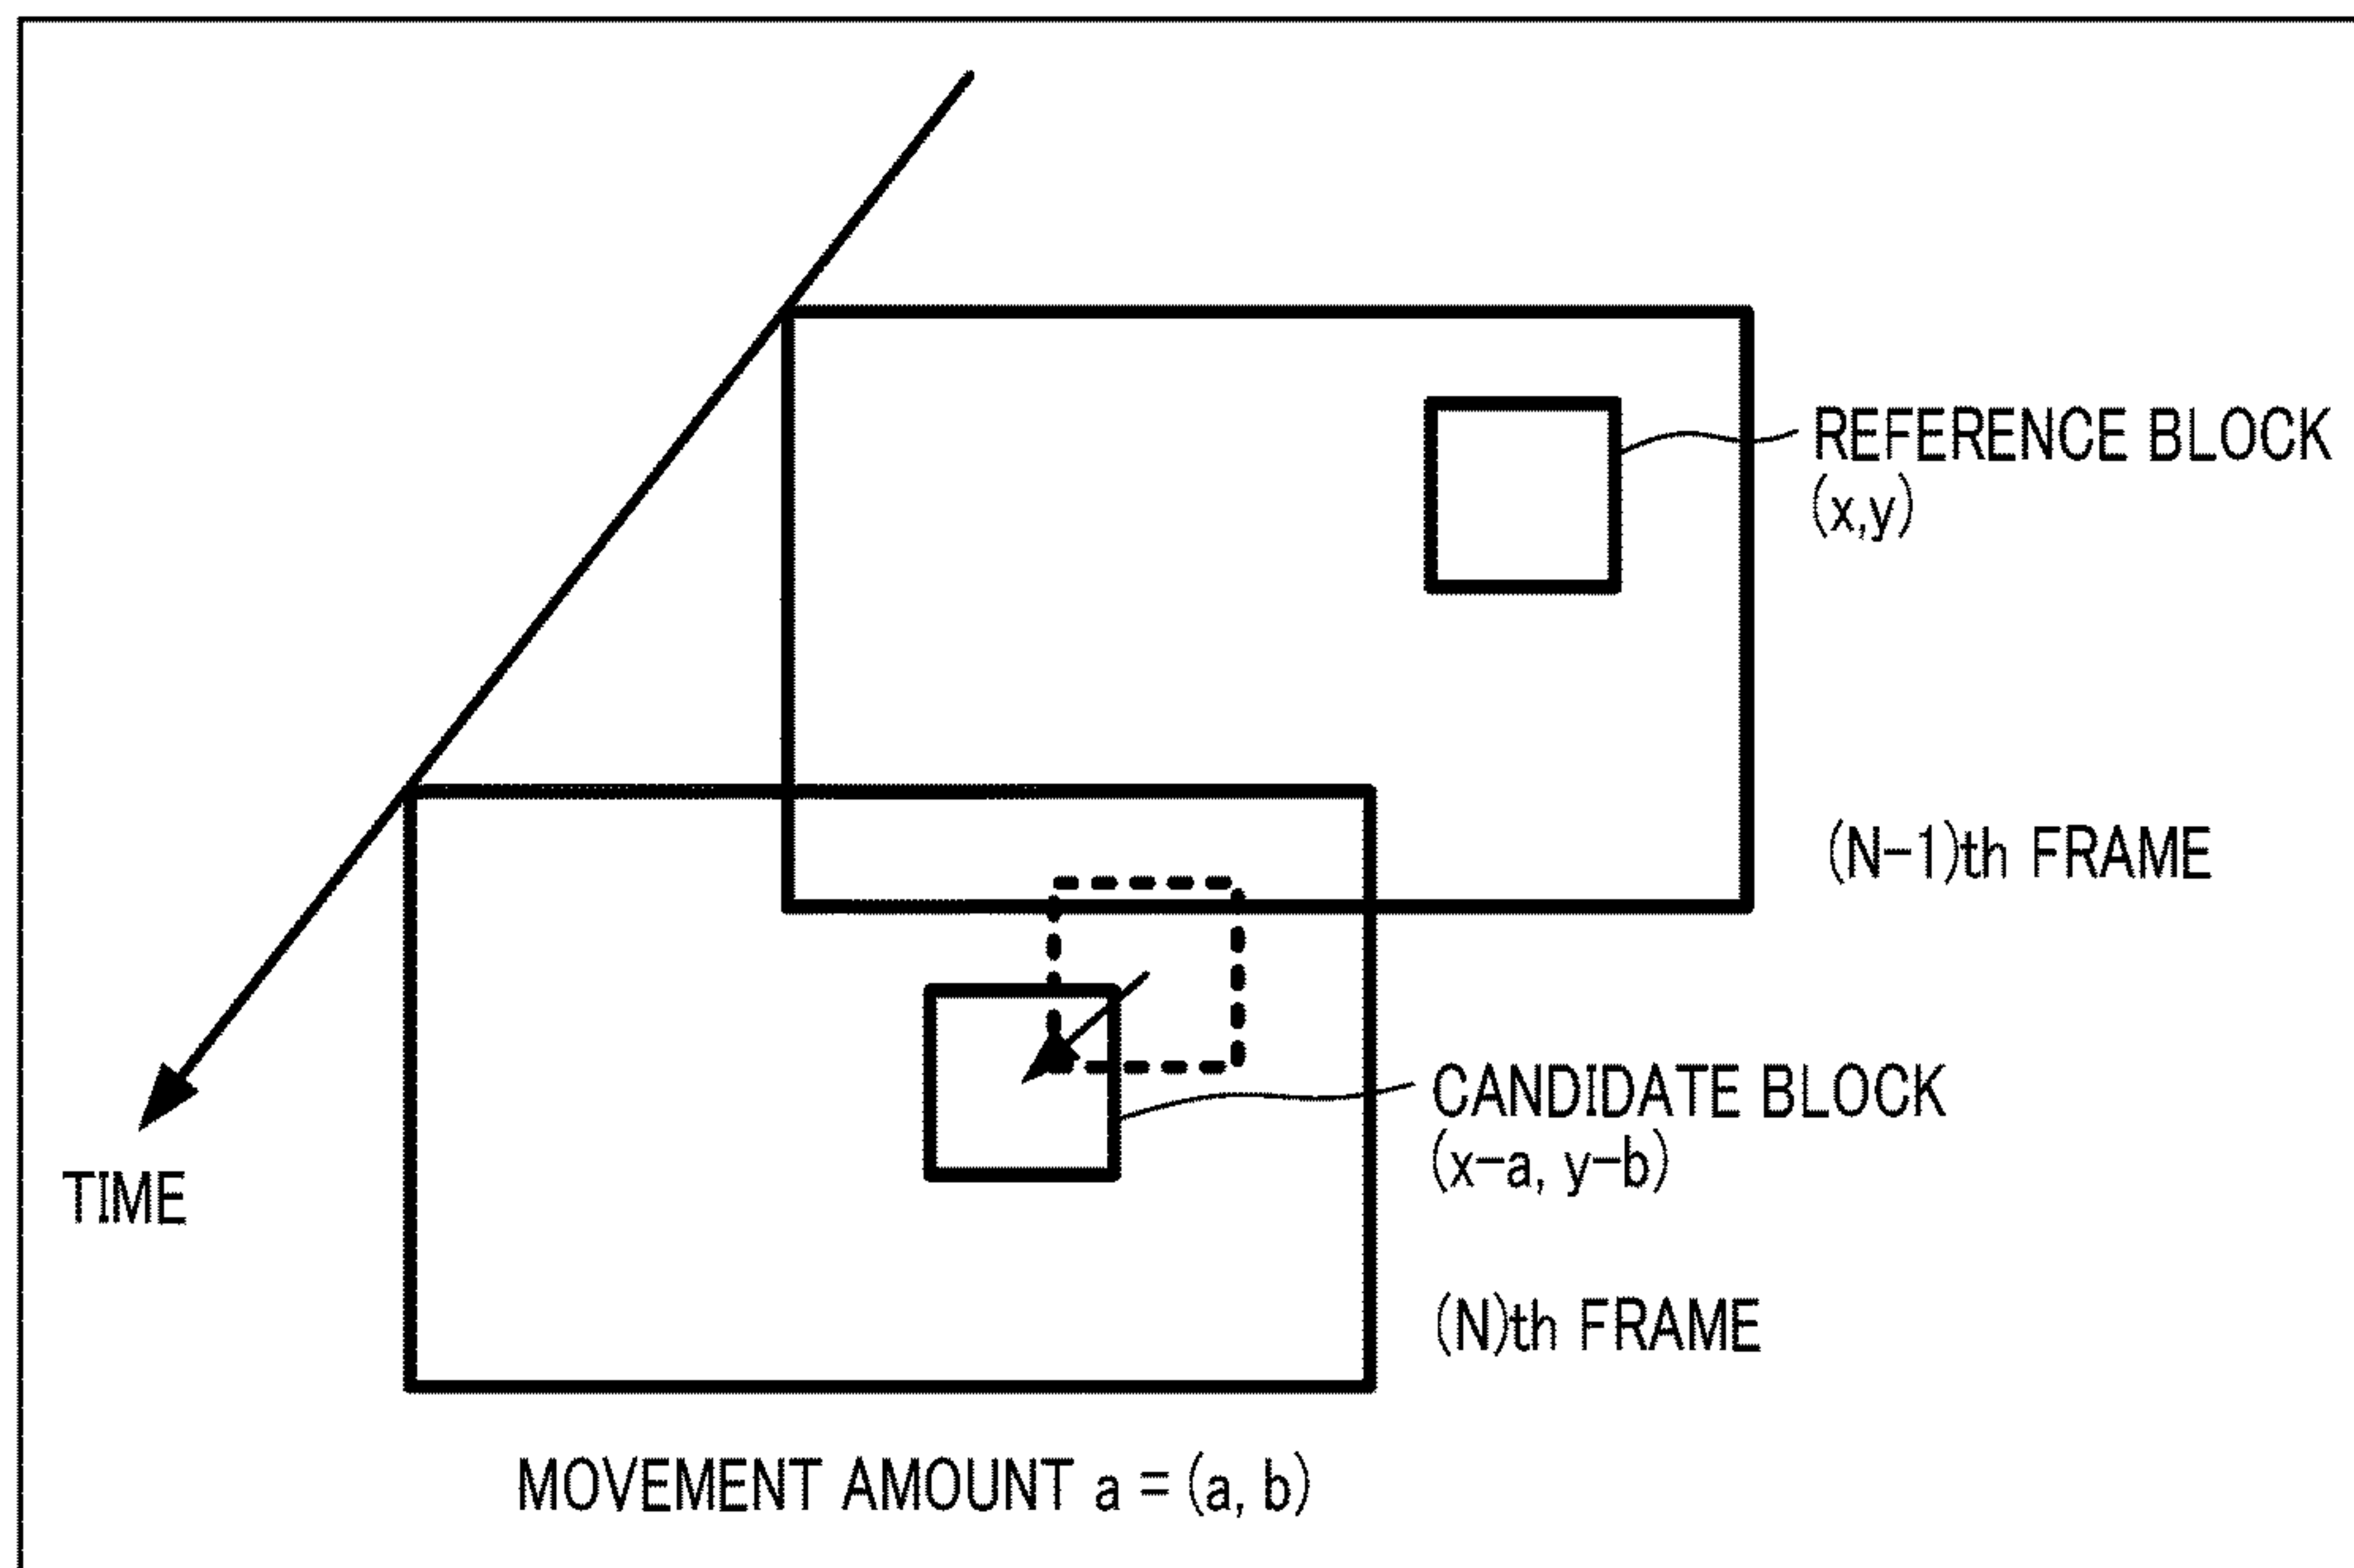 REFERENCE BLOCK
(x,y)
(N-1)th FRAME
CANDIDATE BLOCK
(x-a, y-b)
TIME
(N)th FRAME
MOVEMENT AMOUNT a = (a, b)